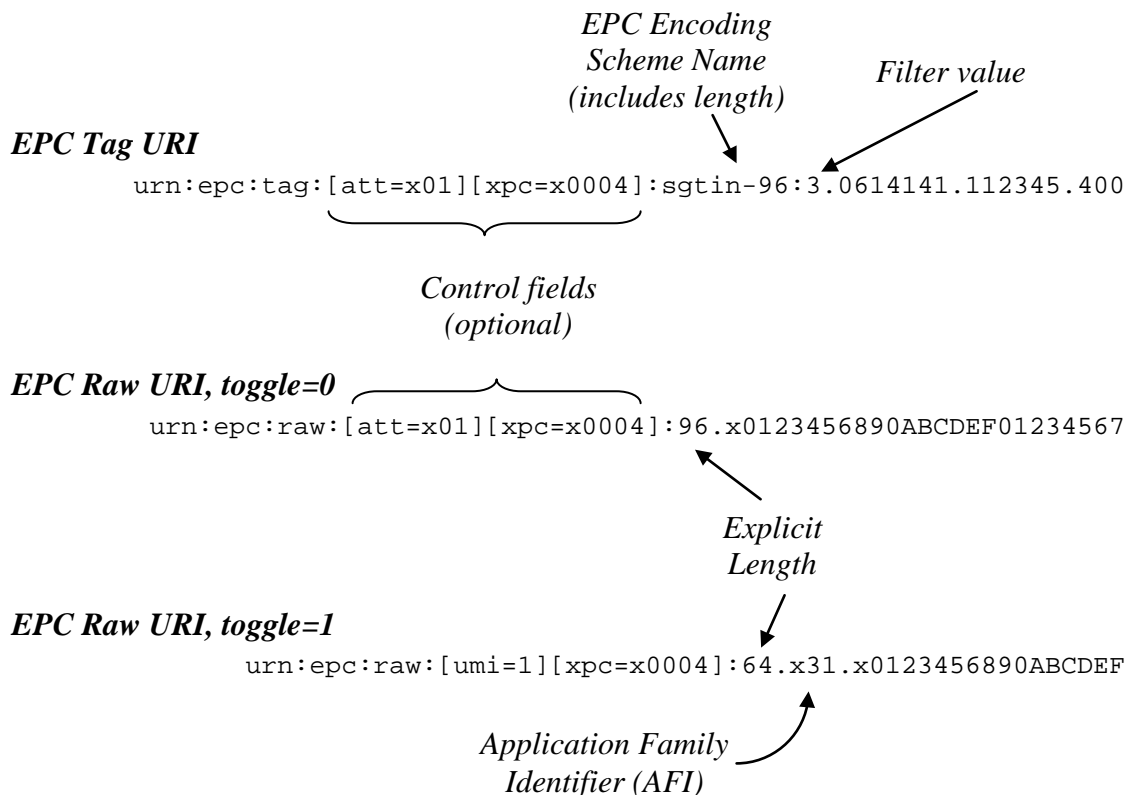 EPC Encoding
Scheme Name
(includes length)
Filter value
EPC Tag URI
urn:epc:tag:[att=x01][xpc=x0004]:sgtin-96:3.0614141.112345.400
Control fields
(optional)
EPC Raw URI, toggle=0
urn:epc:raw:[att=x01][xpc=x0004]:96.x0123456890ABCDEF01234567
Explicit
Length
EPC Raw URI, toggle=1
urn:epc:raw:[umi=1][xpc=x0004]:64.x31.x0123456890ABCDEF
Application Family
Identifier (AFI)